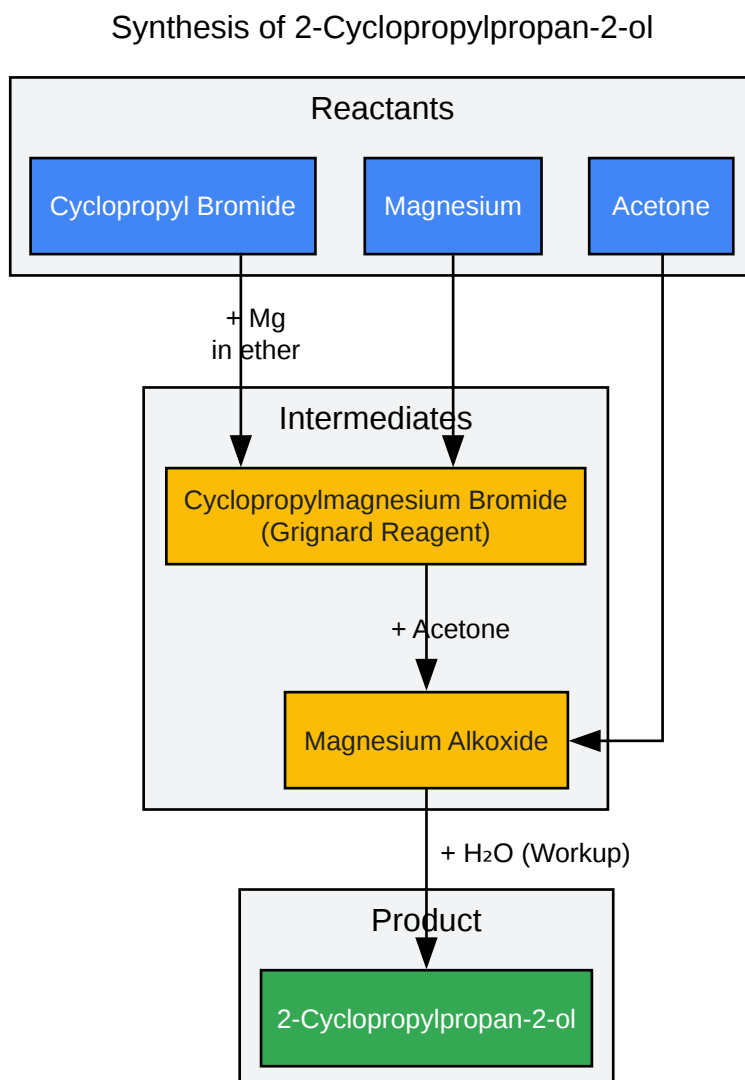 Synthesis of 2-Cyclopropylpropan-2-ol
Reactants
Cyclopropyl Bromide
Magnesium
Acetone
+ Mg
in ether
Intermediates
Cyclopropylmagnesium Bromide
(Grignard Reagent)
+ Acetone
Magnesium Alkoxide
+ H₂O (Workup)
Product
2-Cyclopropylpropan-2-ol